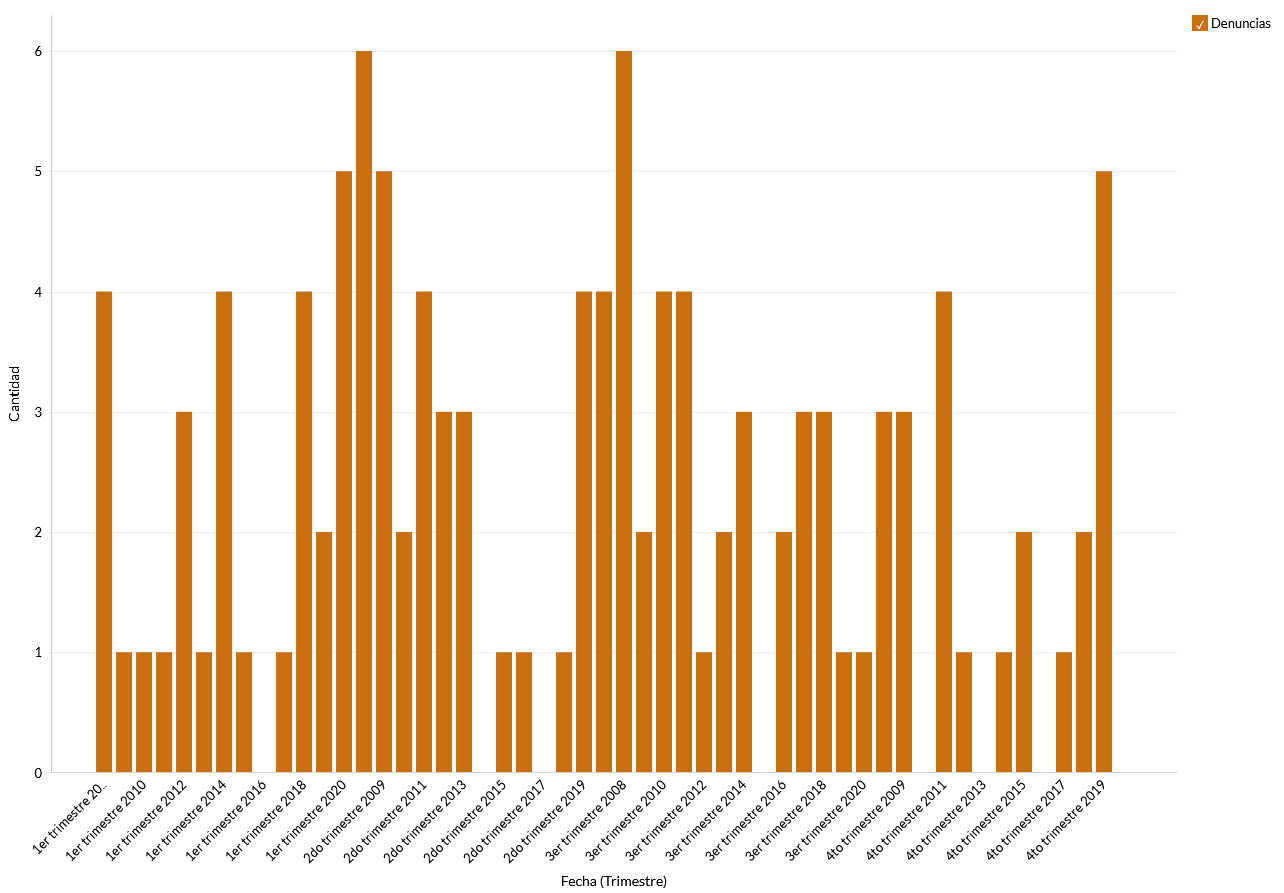 Denuncias
6
5
4
3
2
1
0
Cantidad
1er trimestre 20..
1er trimestre 2010
1er trimestre 2012
1er trimestre 2014
1er trimestre 2016
1er trimestre 2018
1er trimestre 2020
2do trimestre 2009
2do trimestre 2011
2do trimestre 2013
2do trimestre 2015
2do trimestre 2017
2do trimestre 2019
3er trimestre 2008
3er trimestre 2010
3er trimestre 2012
3er trimestre 2014
3er trimestre 2016
3er trimestre 2018
3er trimestre 2020
4to trimestre 2009
4to trimestre 2011
4to trimestre 2013
4to trimestre 2015
4to trimestre 2017
4to trimestre 2019
Fecha (Trimestre)